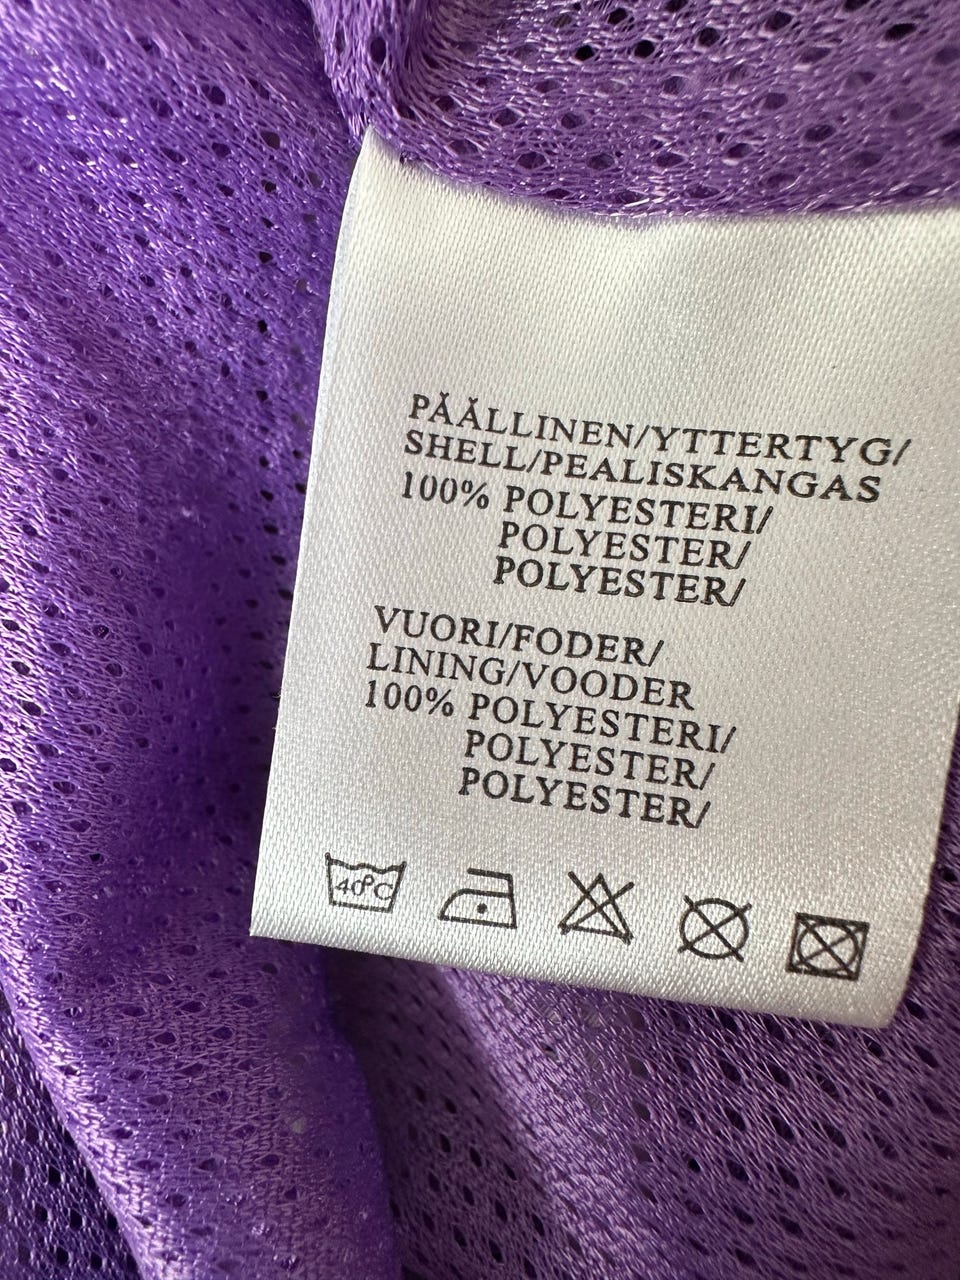 PÄÄLLINEN/YTTERTYG/
SHELL/PEALISKANGAS
100% POLYESTERI/
POLYESTER/
POLYESTER/
VUORI/FODER/
LINING/VOODER
100% POLYESTERI/
POLYESTER/
POLYESTER/
40°C